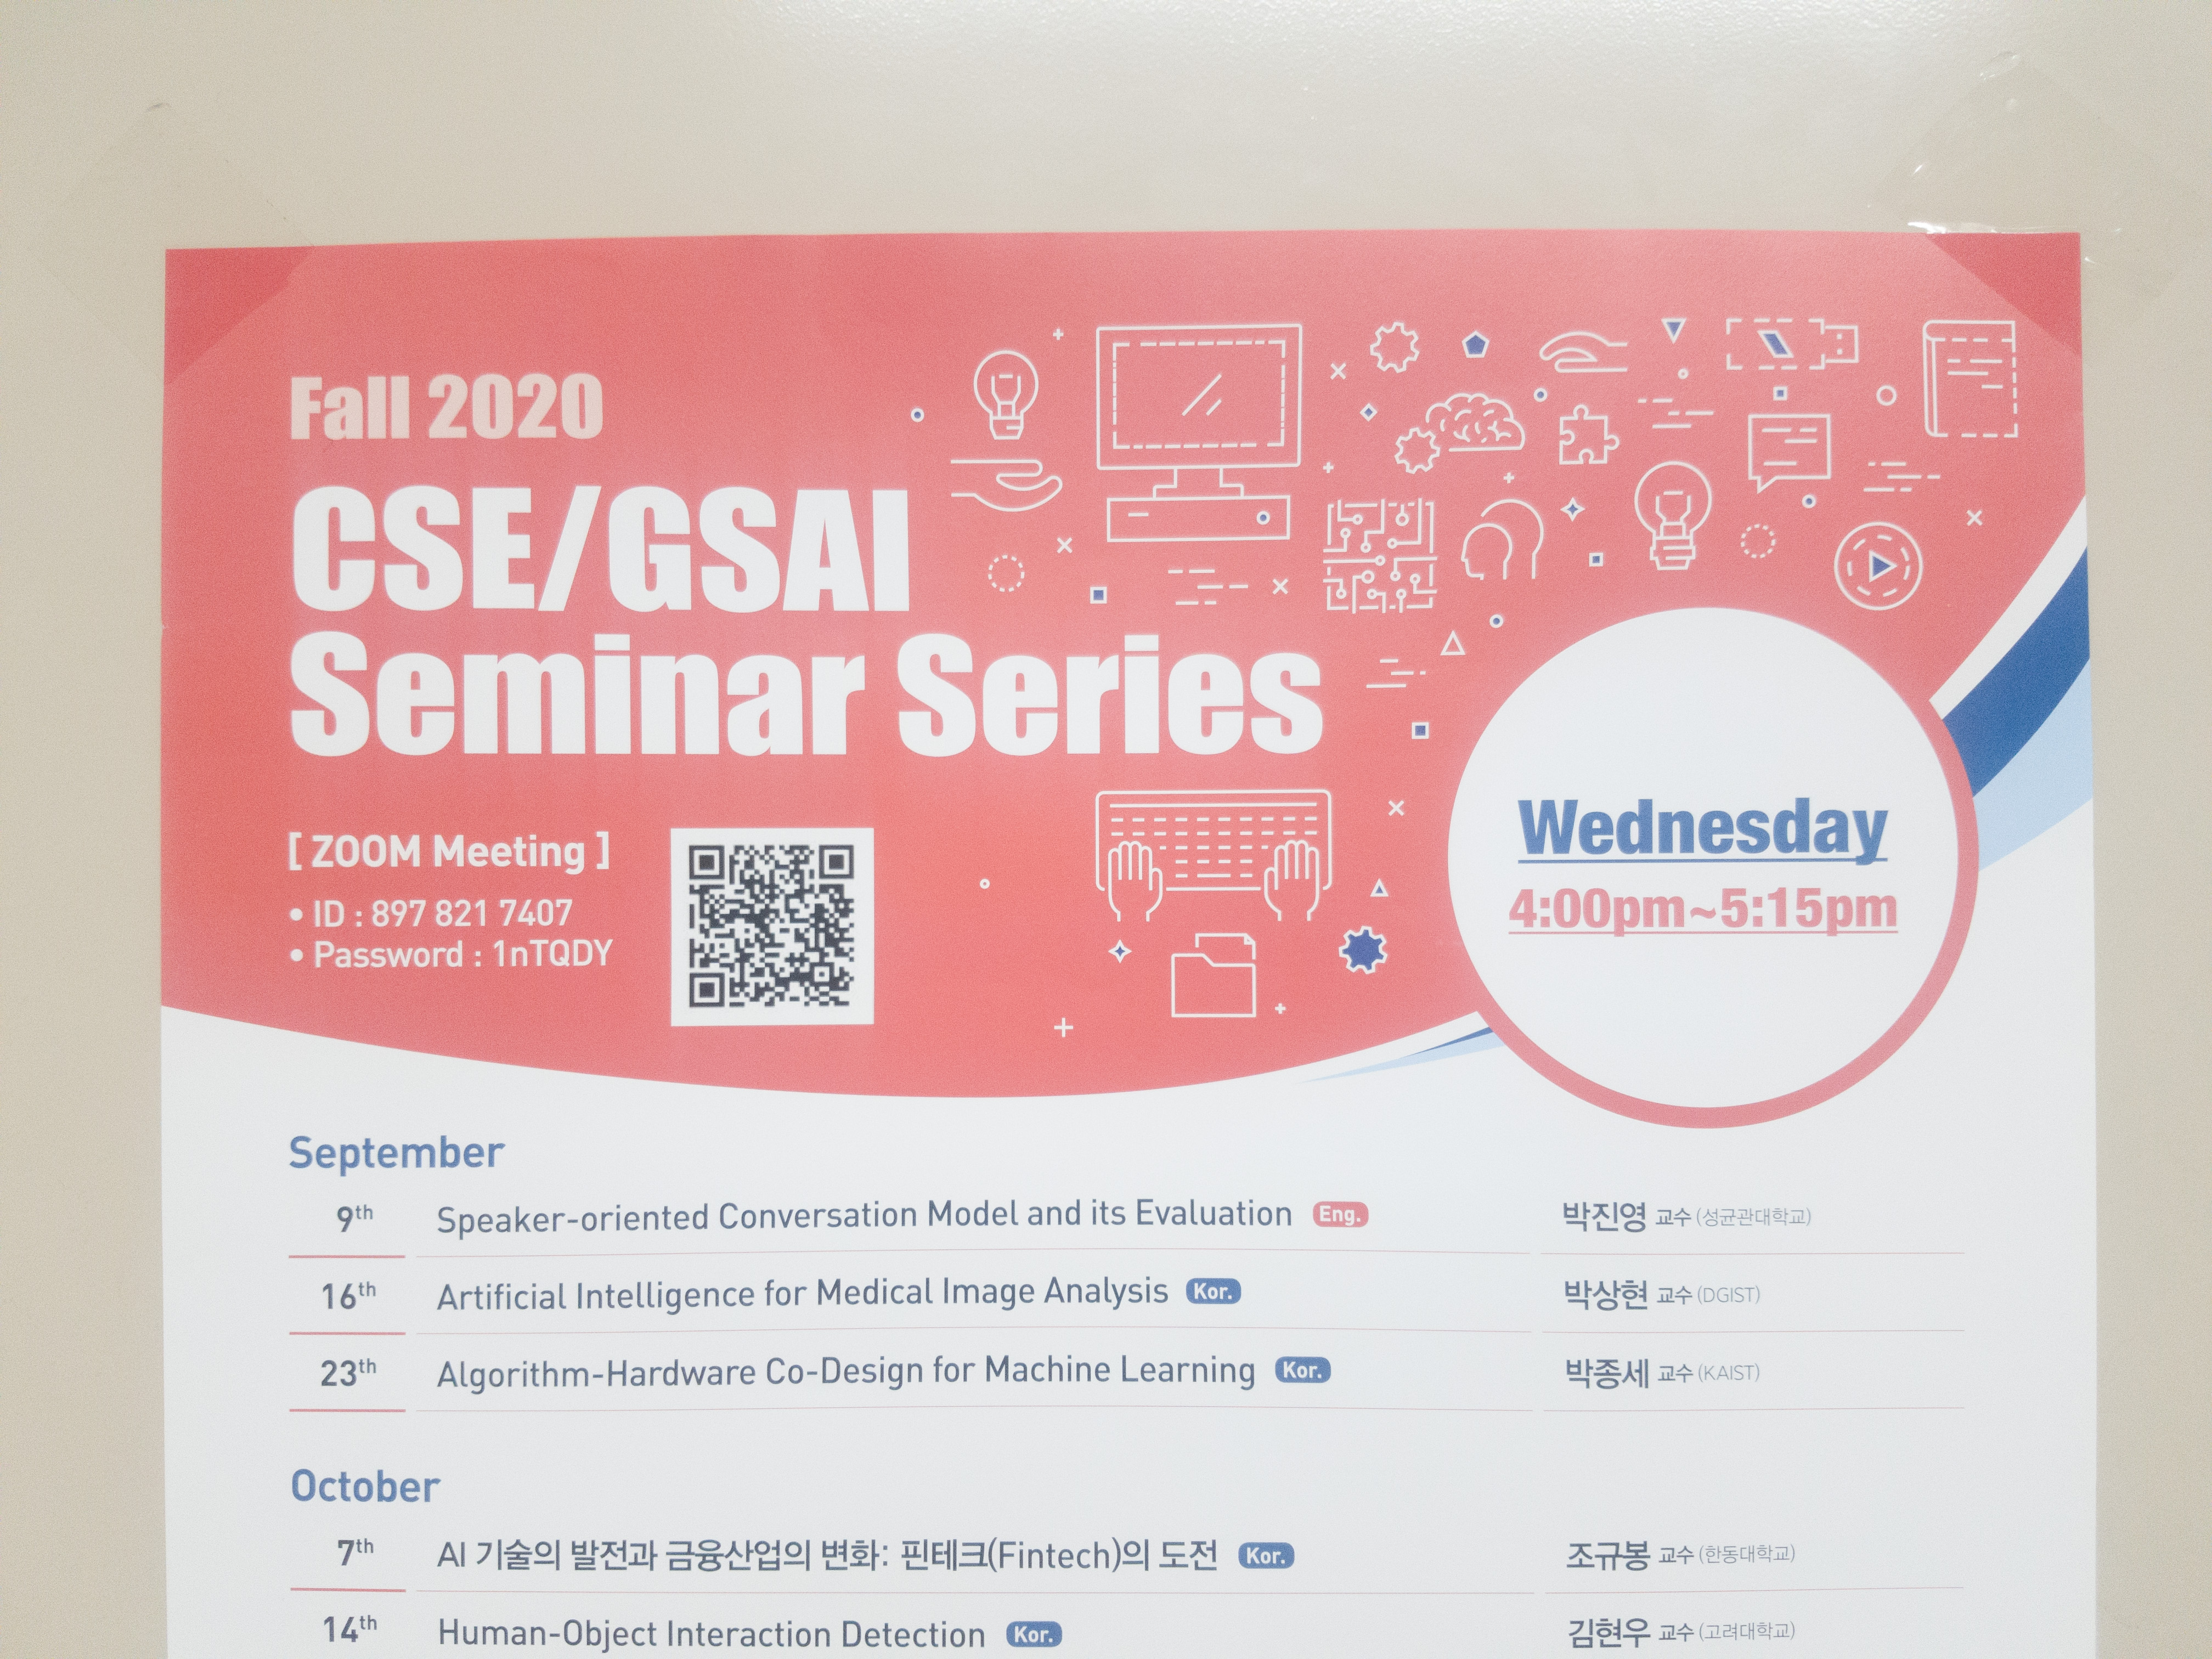 Fall 2020
CSE/GSAI
Seminar Series
[ ZOOM Meeting ]
• ID : 897 821 7407
• Password : 1nTQDY
Wednesday
4:00pm~5:15pm
September
9th Speaker-oriented Conversation Model and its Evaluation Eng. 박진영 교수 (성균관대학교)
16th Artificial Intelligence for Medical Image Analysis Kor. 박상현 교수 (DGIST)
23th Algorithm-Hardware Co-Design for Machine Learning Kor. 박종세 교수 (KAIST)
October
7th AI 기술의 발전과 금융산업의 변화: 핀테크(Fintech)의 도전 Kor. 조규봉 교수 (한동대학교)
14th Human-Object Interaction Detection Kor. 김현우 교수 (고려대학교)